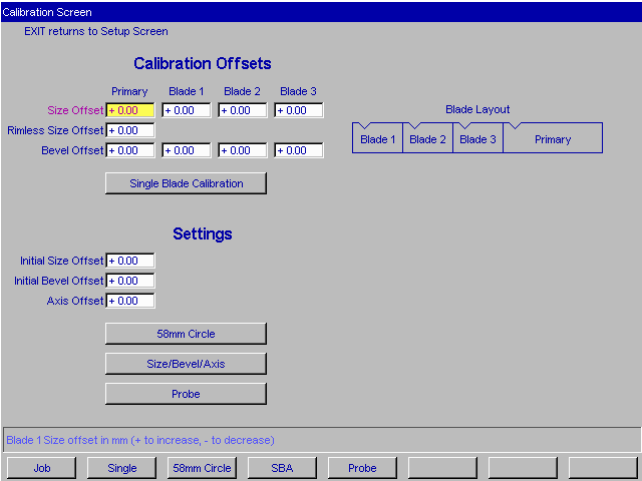 Calibration Screen
EXIT returns to Setup Screen
Calibration Offsets
Primary Blade 1 Blade 2 Blade 3
Size Offset + 0.00 + 0.00 + 0.00 + 0.00
Rimless Size Offset + 0.00
Bevel Offset + 0.00 + 0.00 + 0.00 + 0.00
Single Blade Calibration
Blade Layout
Blade 1 Blade 2 Blade 3 Primary
Settings
Initial Size Offset + 0.00
Initial Bevel Offset + 0.00
Axis Offset + 0.00
58mm Circle
Size/Bevel/Axis
Probe
Blade 1 Size offset in mm (+ to increase, - to decrease)
Job Single 58mm Circle SBA Probe